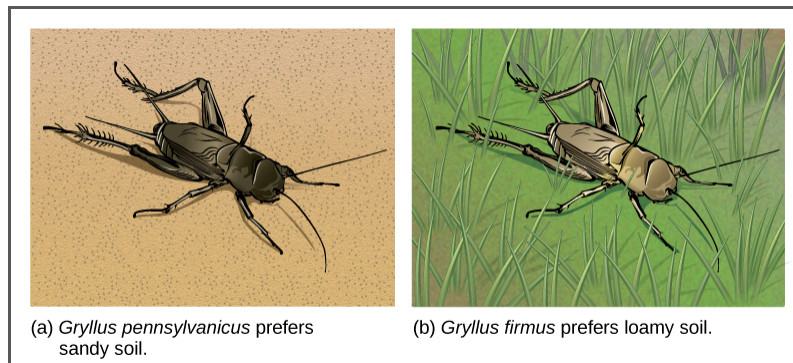 (a) Gryllus pennsylvanicus prefers
sandy soil.
(b) Gryllus firmus prefers loamy soil.